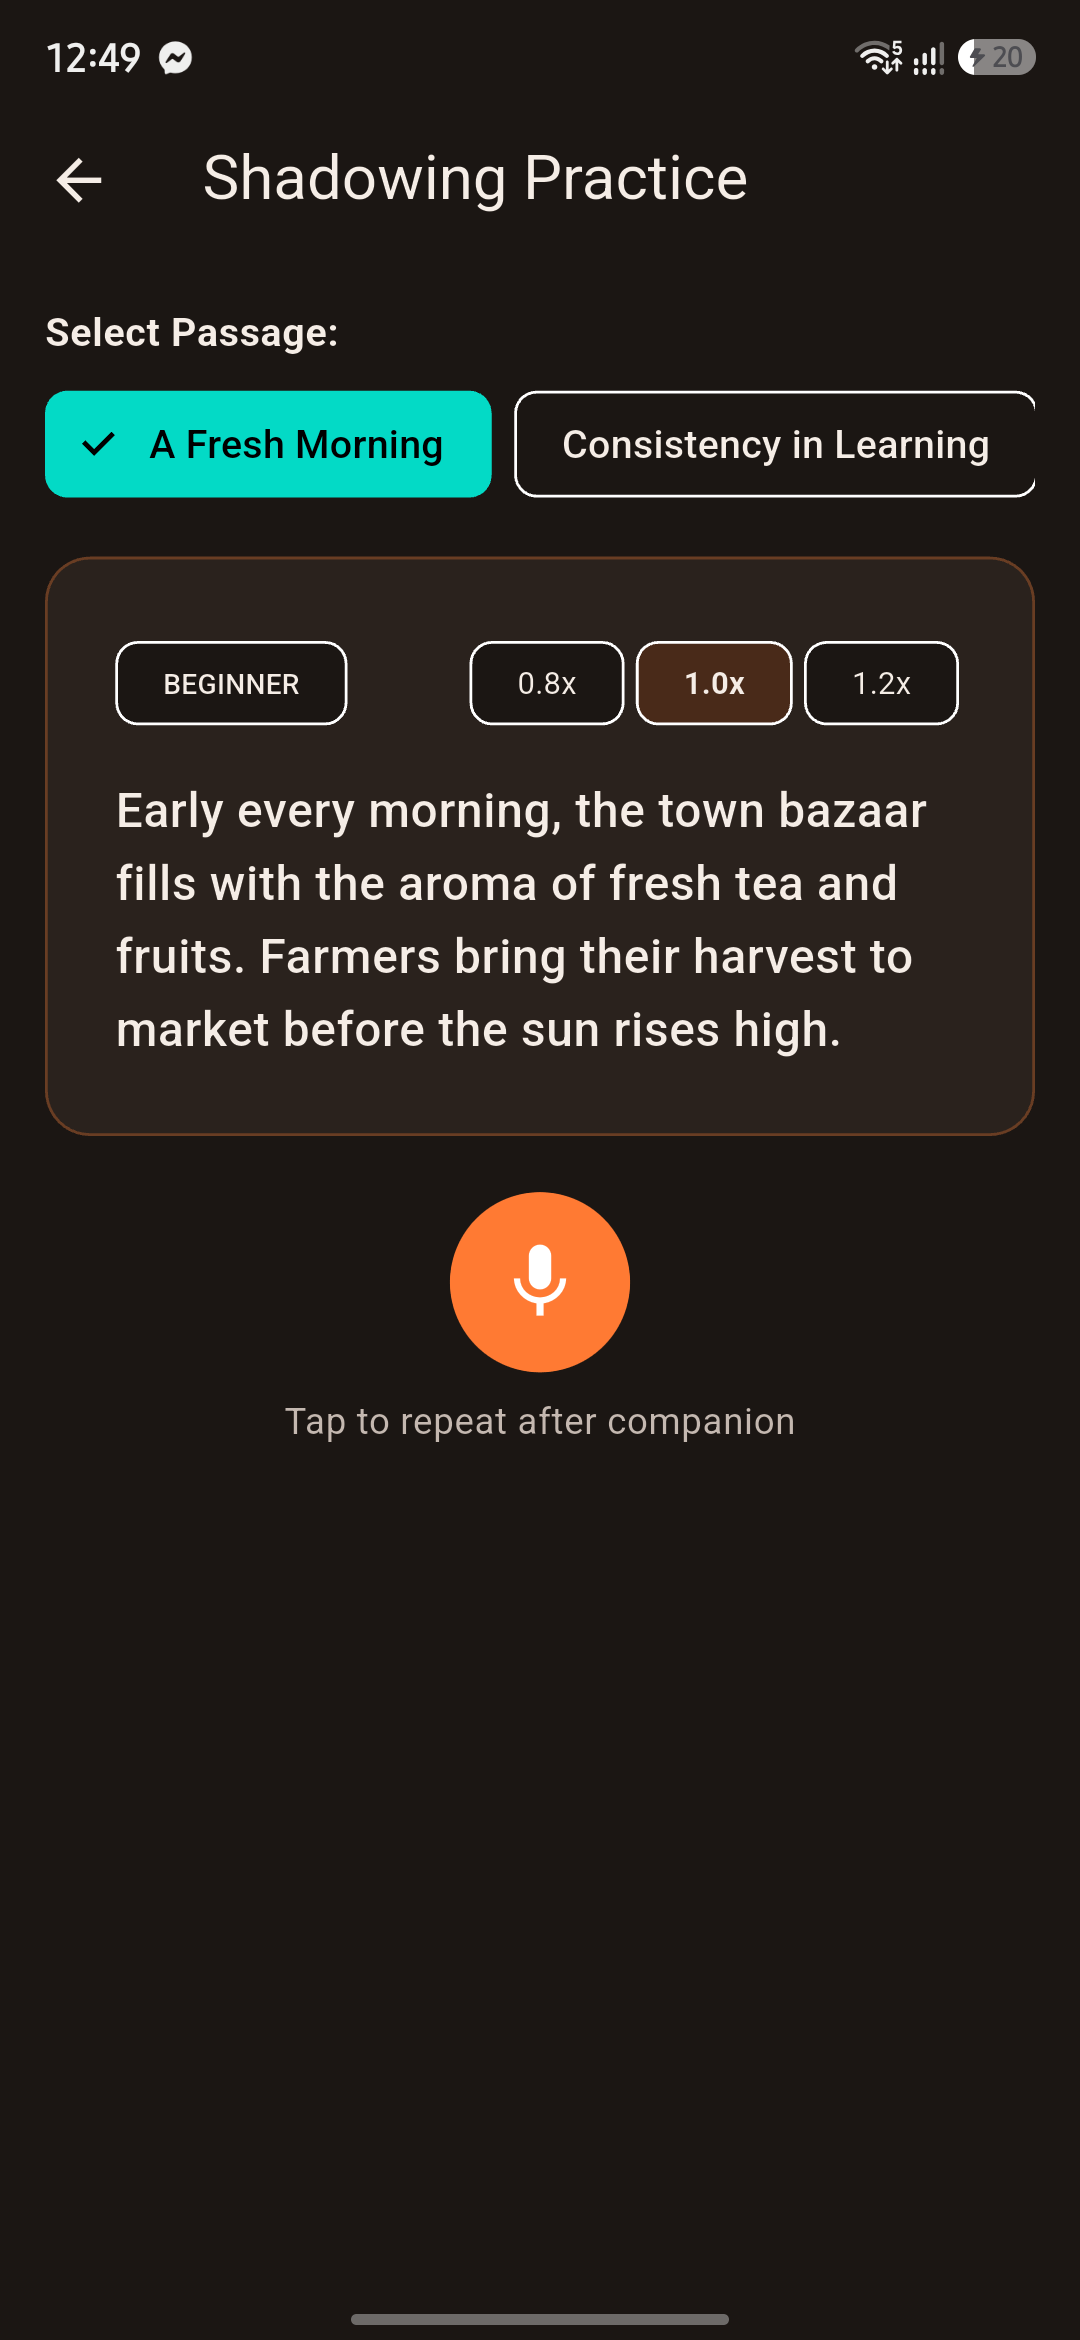 12:49
5
20
Shadowing Practice
Select Passage:
A Fresh Morning
Consistency in Learning
BEGINNER
0.8x
1.0x
1.2x
Early every morning, the town bazaar
fills with the aroma of fresh tea and
fruits. Farmers bring their harvest to
market before the sun rises high.
Tap to repeat after companion